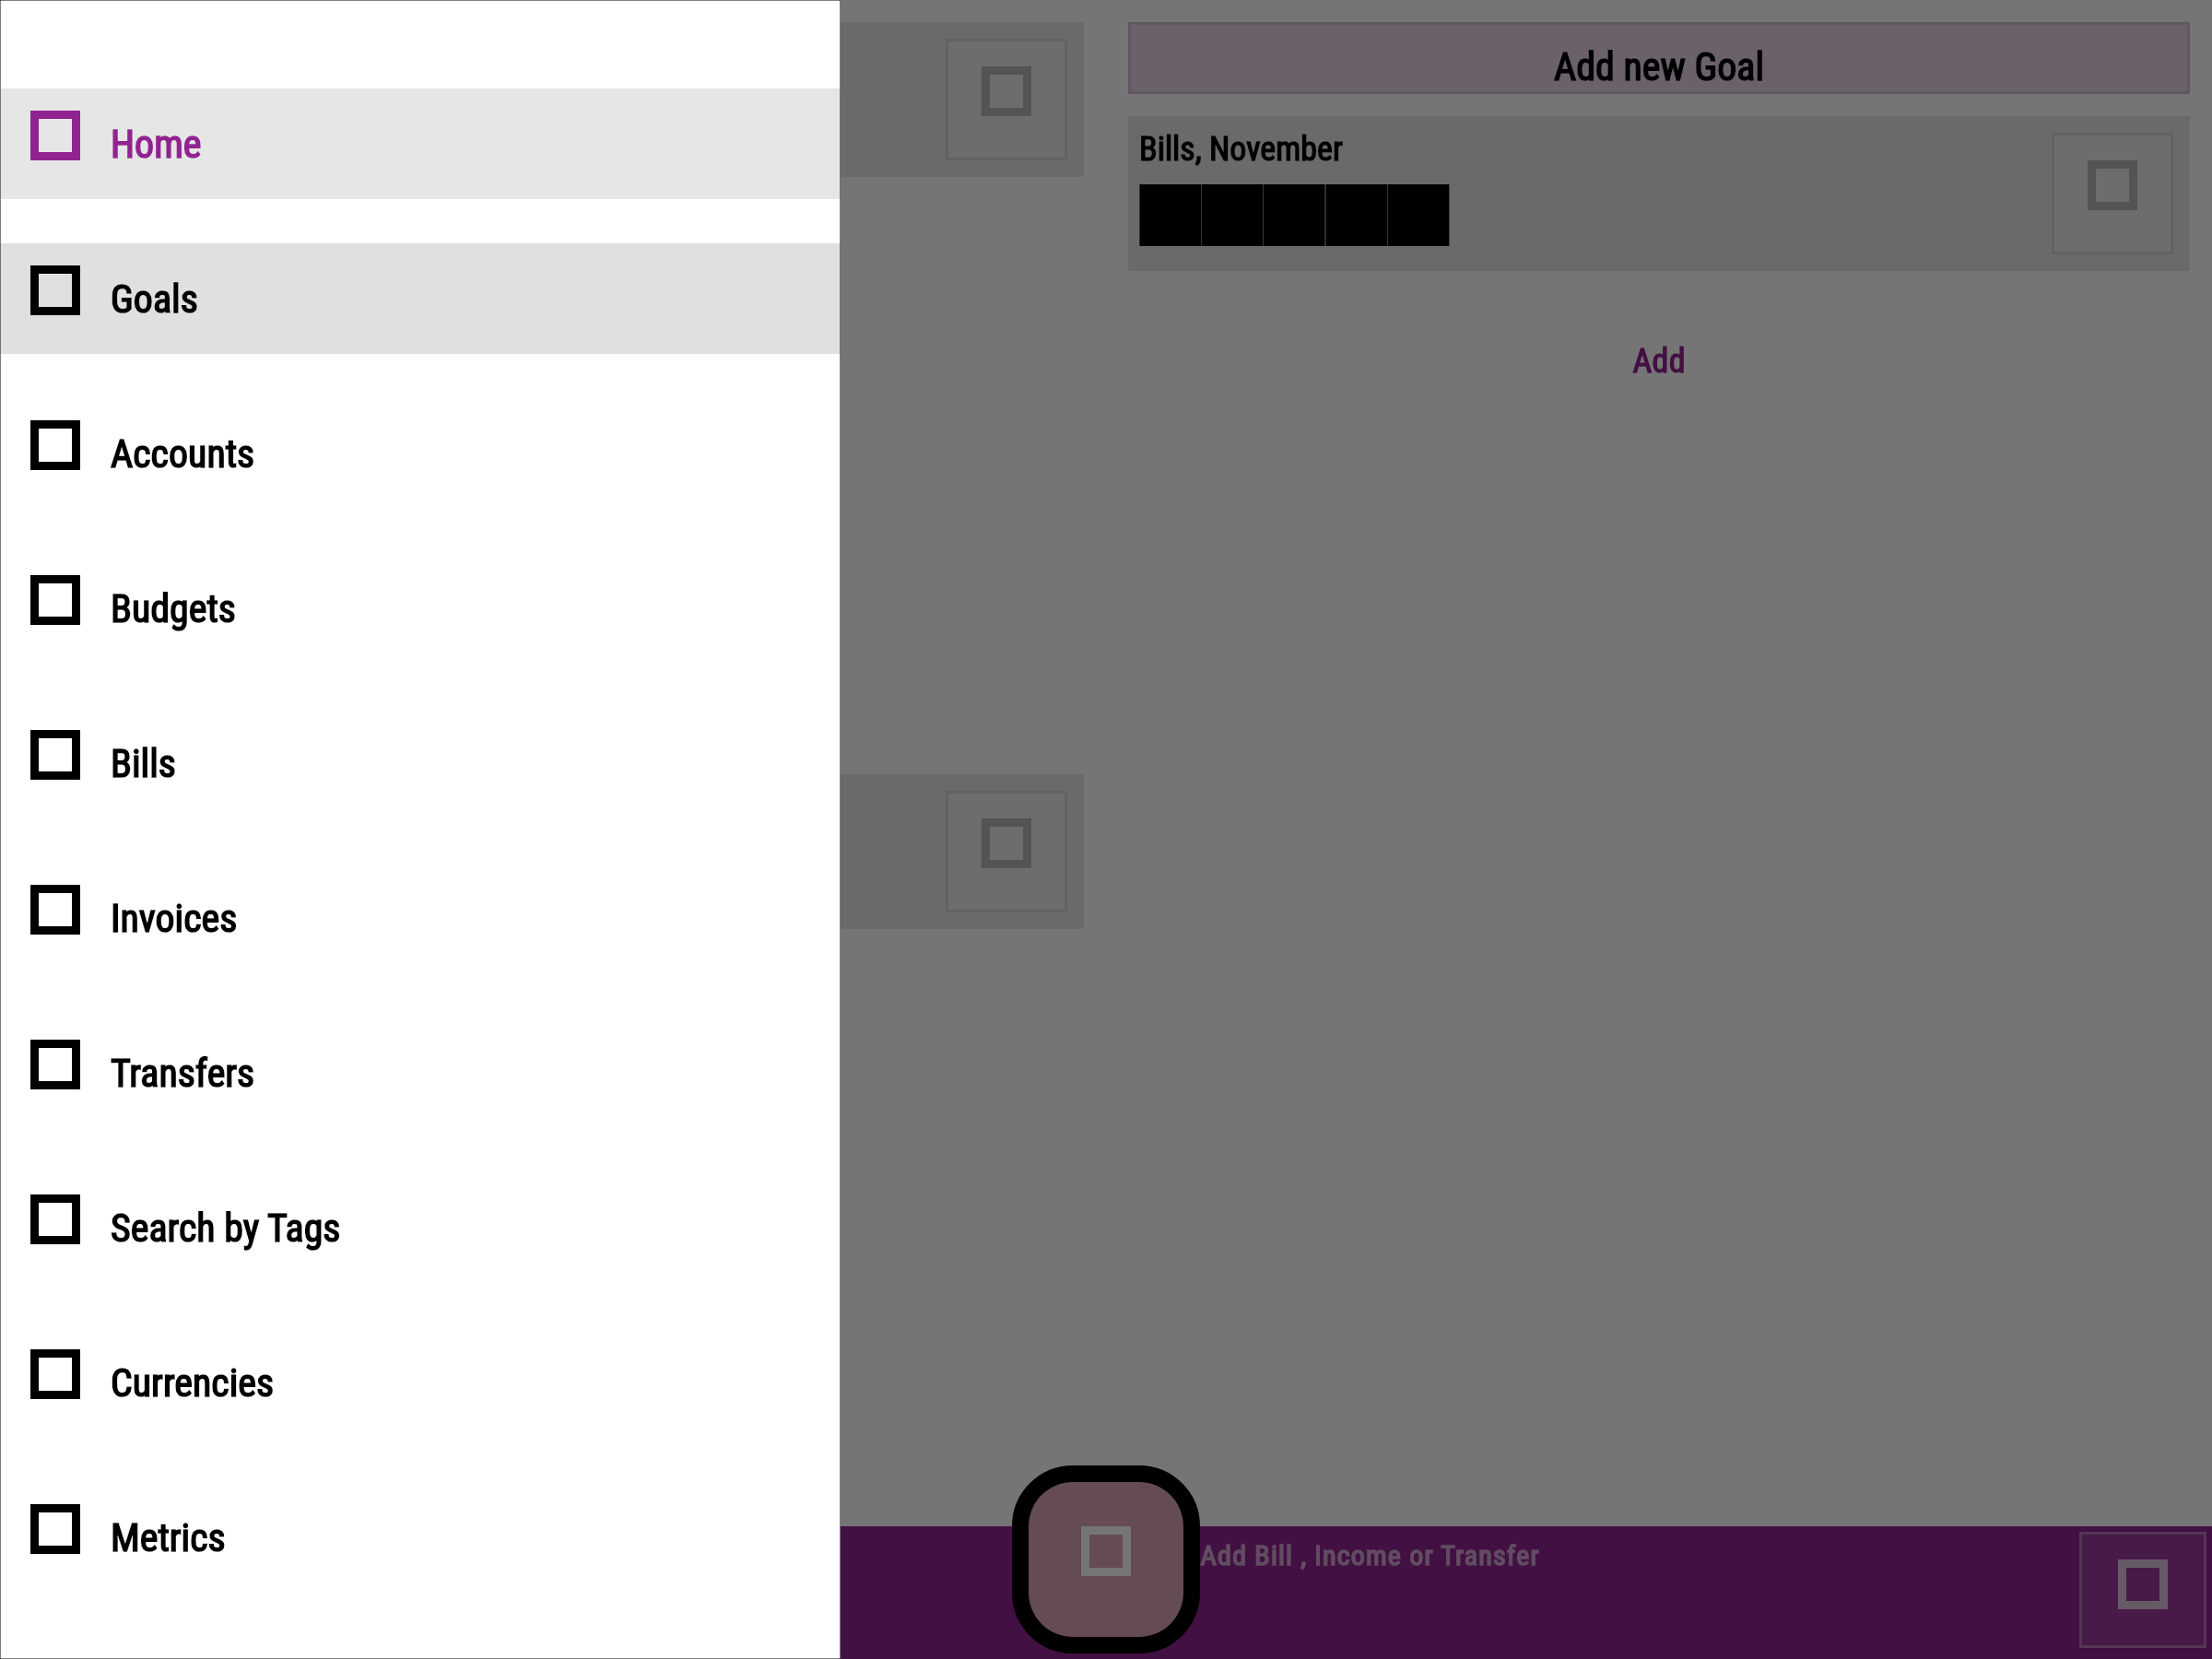 Home
Goals
Accounts
Budgets
Bills
Invoices
Transfers
Search by Tags
Currencies
Metrics
Add new Goal
Bills, November
Add
Add Bill , Income or Transfer